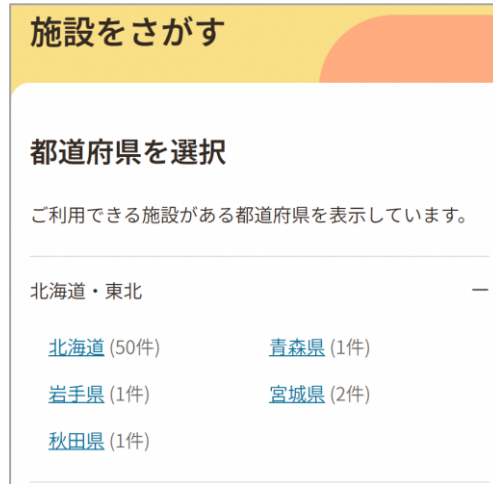 施設をさがす
都道府県を選択
ご利用できる施設がある都道府県を表示しています。
北海道・東北
北海道 (50件) 青森県 (1件)
岩手県 (1件) 宮城県 (2件)
秋田県 (1件)